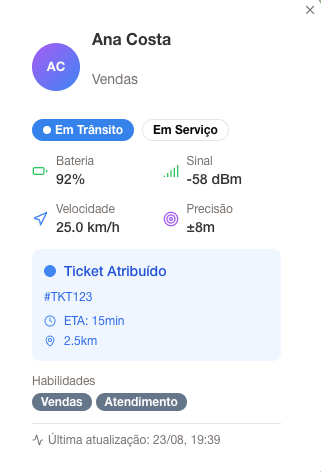 Ana Costa
AC
Vendas
Em Trânsito Em Serviço
Bateria Sinal
92% -58 dBm
Velocidade Precisão
25.0 km/h ±8m
Ticket Atribuído
#TKT123
ETA: 15min
2.5km
Habilidades
Vendas Atendimento
Última atualização: 23/08, 19:39